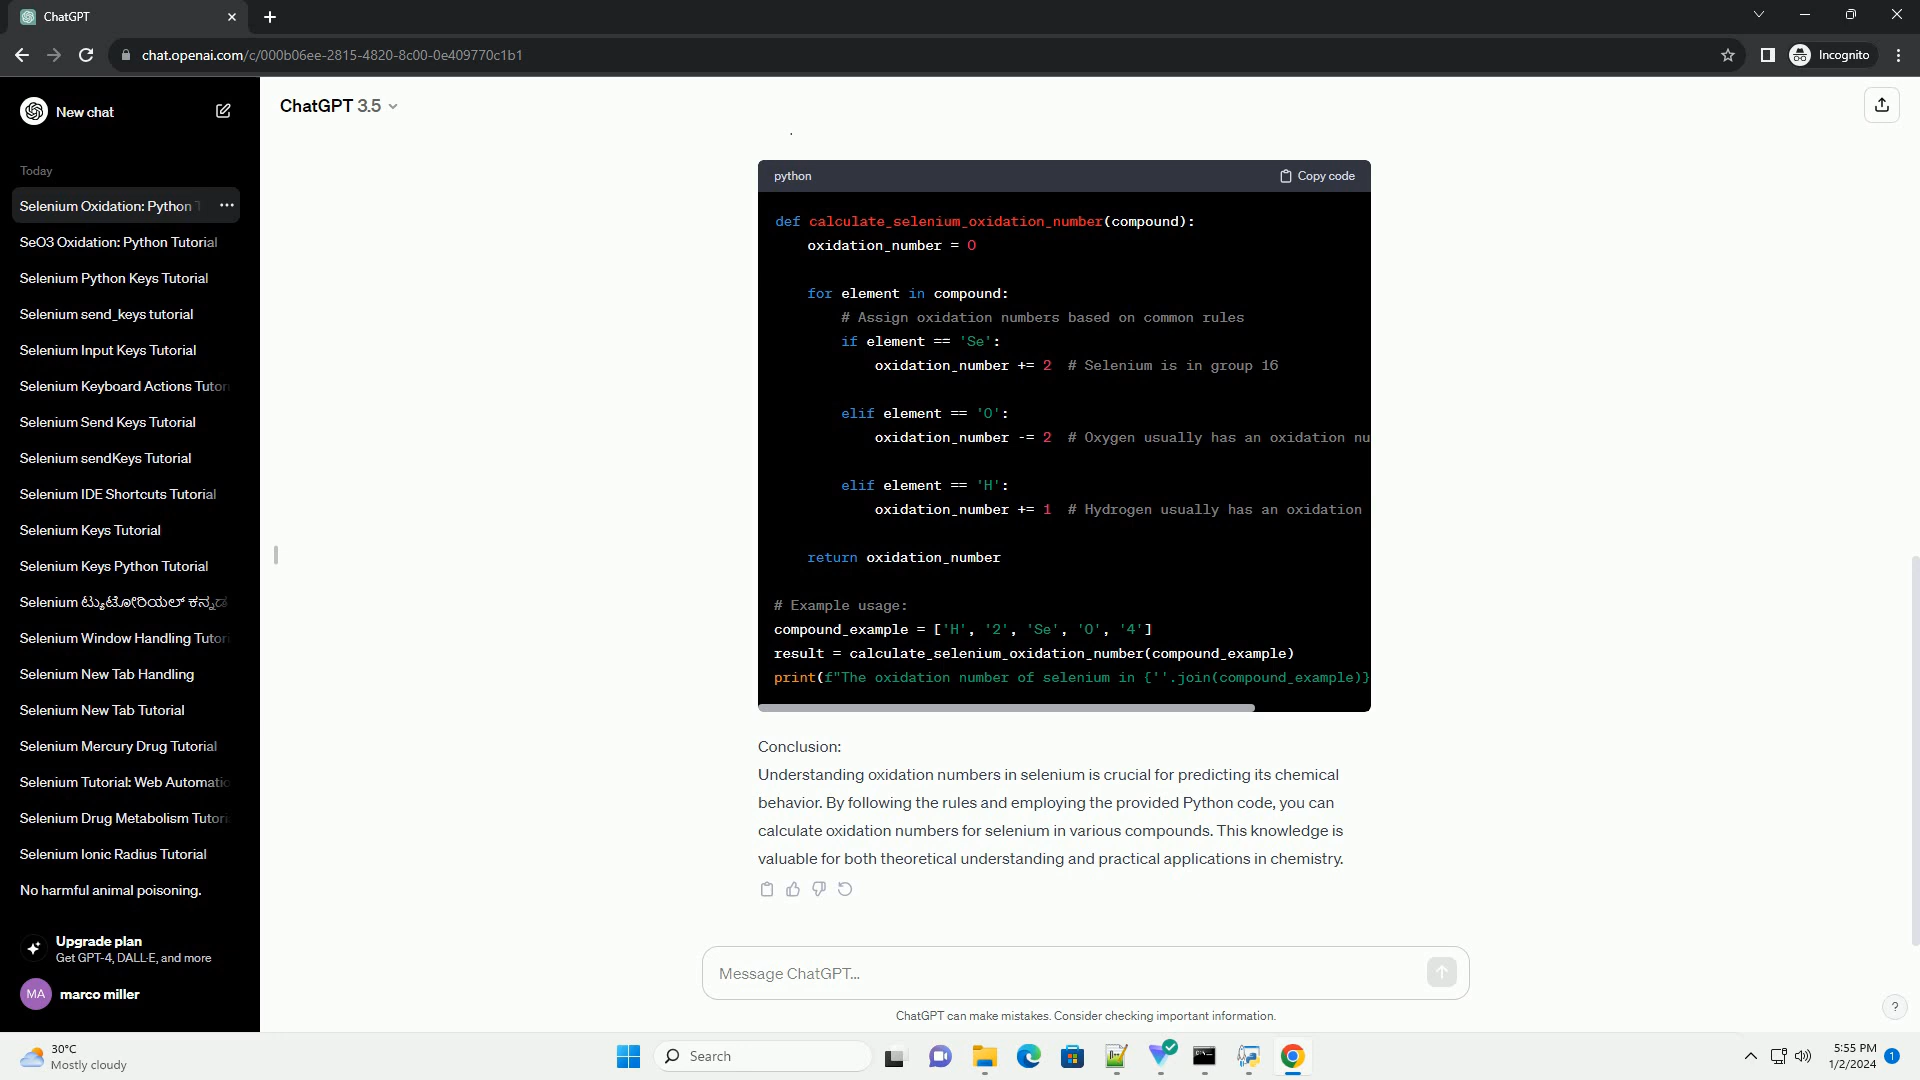 ChatGPT
chat.openai.com/c/000b06ee-2815-4820-8c00-0e409770c1b1
Incognito
New chat
Today
Selenium Oxidation: Python T
SeO3 Oxidation: Python Tutorial
Selenium Python Keys Tutorial
Selenium send_keys tutorial
Selenium Input Keys Tutorial
Selenium Keyboard Actions Tutori
Selenium Send Keys Tutorial
Selenium sendKeys Tutorial
Selenium IDE Shortcuts Tutorial
Selenium Keys Tutorial
Selenium Keys Python Tutorial
Selenium ಟ್ಯುಟೋರಿಯಲ್ ಕನ್ನಡ
Selenium Window Handling Tutori
Selenium New Tab Handling
Selenium New Tab Tutorial
Selenium Mercury Drug Tutorial
Selenium Tutorial: Web Automatio
Selenium Drug Metabolism Tutori
Selenium Ionic Radius Tutorial
No harmful animal poisoning.
Upgrade plan
Get GPT-4, DALL·E, and more
MA marco miller
ChatGPT 3.5
python
Copy code
def calculate_selenium_oxidation_number(compound):
    oxidation_number = 0
    for element in compound:
        # Assign oxidation numbers based on common rules
        if element == 'Se':
            oxidation_number += 2  # Selenium is in group 16
        elif element == 'O':
            oxidation_number -= 2  # Oxygen usually has an oxidation nu
        elif element == 'H':
            oxidation_number += 1  # Hydrogen usually has an oxidation
    return oxidation_number
# Example usage:
compound_example = ['H', '2', 'Se', 'O', '4']
result = calculate_selenium_oxidation_number(compound_example)
print(f"The oxidation number of selenium in {''.join(compound_example)}
Conclusion:
Understanding oxidation numbers in selenium is crucial for predicting its chemical
behavior. By following the rules and employing the provided Python code, you can
calculate oxidation numbers for selenium in various compounds. This knowledge is
valuable for both theoretical understanding and practical applications in chemistry.
Message ChatGPT...
ChatGPT can make mistakes. Consider checking important information.
?
30°C
Mostly cloudy
Search
5:55 PM
1/2/2024
1